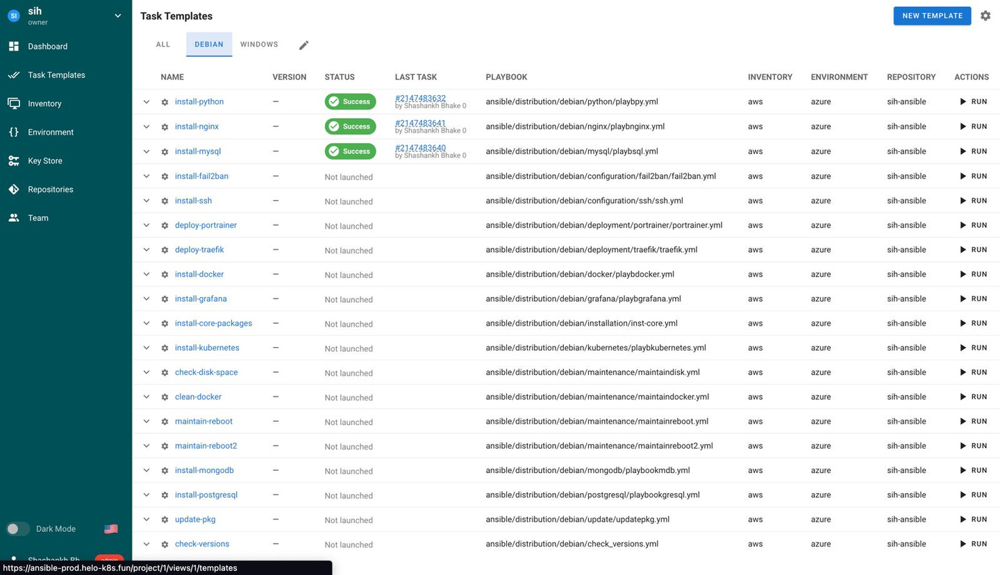 SI sih
owner
Dashboard
Task Templates
Inventory
Environment
Key Store
Repositories
Team
Dark Mode
Shashankh Bh... admin
https://ansible-prod.helo-k8s.fun/project/1/views/1/templates
Task Templates NEW TEMPLATE
ALL DEBIAN WINDOWS
NAME VERSION STATUS LAST TASK PLAYBOOK INVENTORY ENVIRONMENT REPOSITORY ACTIONS
install-python — Success #2147483632 ansible/distribution/debian/python/playbpy.yml aws azure sih-ansible RUN
by Shashankh Bhake 0
install-nginx — Success #2147483641 ansible/distribution/debian/nginx/playbnginx.yml aws azure sih-ansible RUN
by Shashankh Bhake 0
install-mysql — Success #2147483640 ansible/distribution/debian/mysql/playbsql.yml aws azure sih-ansible RUN
by Shashankh Bhake 0
install-fail2ban — Not launched ansible/distribution/debian/configuration/fail2ban/fail2ban.yml aws azure sih-ansible RUN
install-ssh — Not launched ansible/distribution/debian/configuration/ssh/ssh.yml aws azure sih-ansible RUN
deploy-portrainer — Not launched ansible/distribution/debian/deployment/portrainer/portrainer.yml aws azure sih-ansible RUN
deploy-traefik — Not launched ansible/distribution/debian/deployment/traefik/traefik.yml aws azure sih-ansible RUN
install-docker — Not launched ansible/distribution/debian/docker/playbdocker.yml aws azure sih-ansible RUN
install-grafana — Not launched ansible/distribution/debian/grafana/playbgrafana.yml aws azure sih-ansible RUN
install-core-packages — Not launched ansible/distribution/debian/installation/inst-core.yml aws azure sih-ansible RUN
install-kubernetes — Not launched ansible/distribution/debian/kubernetes/playbkubernetes.yml aws azure sih-ansible RUN
check-disk-space — Not launched ansible/distribution/debian/maintenance/maintaindisk.yml aws azure sih-ansible RUN
clean-docker — Not launched ansible/distribution/debian/maintenance/maintaindocker.yml aws azure sih-ansible RUN
maintain-reboot — Not launched ansible/distribution/debian/maintenance/maintainreboot.yml aws azure sih-ansible RUN
maintain-reboot2 — Not launched ansible/distribution/debian/maintenance/maintainreboot2.yml aws azure sih-ansible RUN
install-mongodb — Not launched ansible/distribution/debian/mongodb/playbookmdb.yml aws azure sih-ansible RUN
install-postgresql — Not launched ansible/distribution/debian/postgresql/playbookgresql.yml aws azure sih-ansible RUN
update-pkg — Not launched ansible/distribution/debian/update/updatepkg.yml aws azure sih-ansible RUN
check-versions — Not launched ansible/distribution/debian/check_versions.yml aws azure sih-ansible RUN